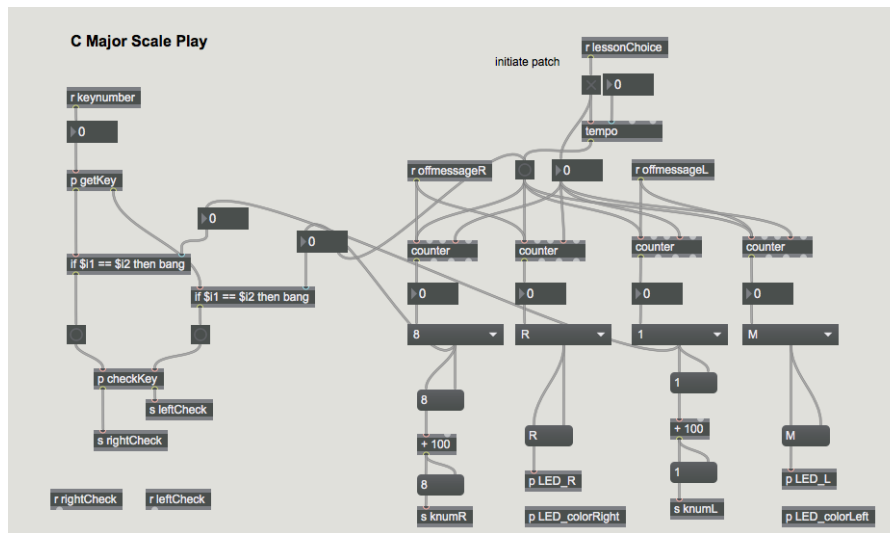 C Major Scale Play
r lessonChoice
initiate patch
0
r keynumber
tempo
0
p getKey
r offmessageR
0
r offmessageL
0
0
if $i1 == $i2 then bang
counter
counter
counter
counter
if $i1 == $i2 then bang
0
0
0
0
8
R
1
M
p checkKey
8
1
s leftCheck
s rightCheck
+ 100
R
+ 100
M
8
p LED_R
1
p LED_L
r rightCheck
r leftCheck
s knumR
p LED_colorRight
s knumL
p LED_colorLeft